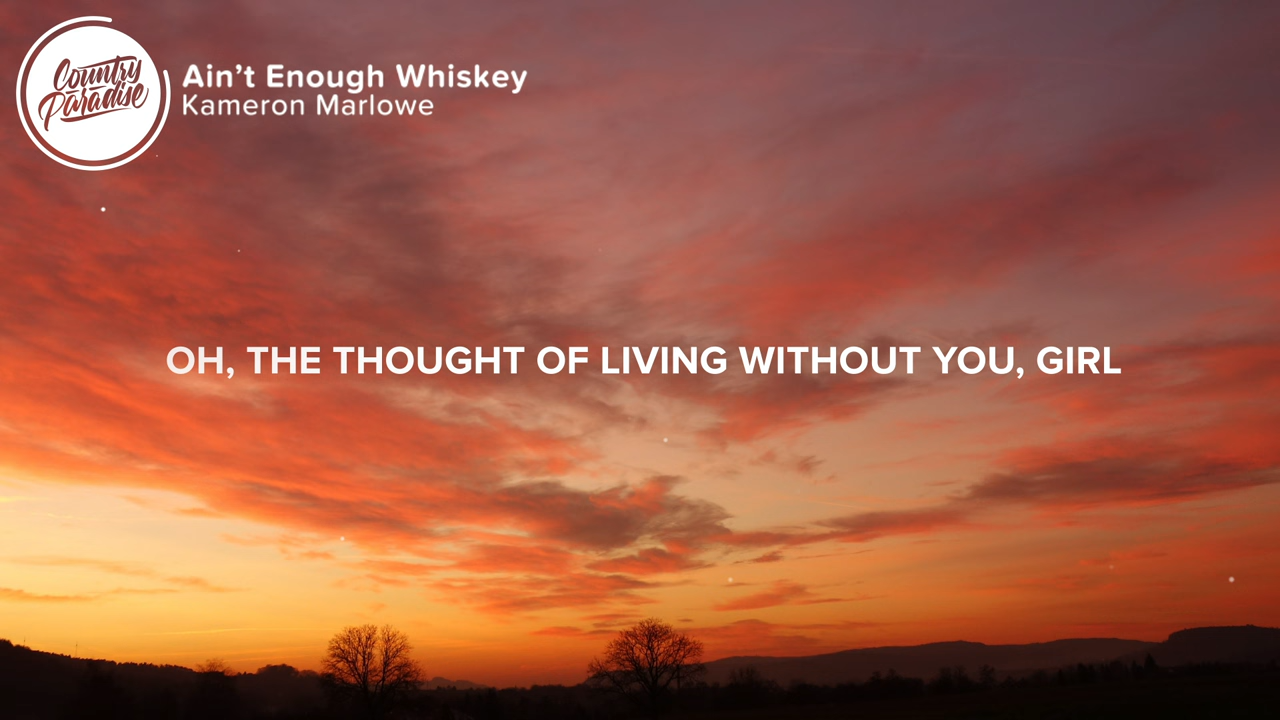 Country
Paradise
Ain't Enough Whiskey
Kameron Marlowe
OH, THE THOUGHT OF LIVING WITHOUT YOU, GIRL